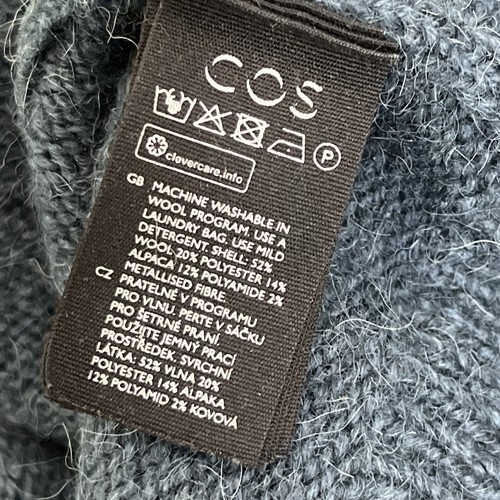 COS
clevercare.info
P
GB MACHINE WASHABLE IN
WOOL PROGRAM. USE A
LAUNDRY BAG. USE MILD
DETERGENT. SHELL: 52%
WOOL 20% POLYESTER 14%
ALPACA 12% POLYAMIDE 2%
METALLISED FIBRE.
CZ PRATELNÉ V PROGRAMU
PRO VLNU. PERTE V SÁČKU
PRO ŠETRNÉ PRANÍ.
POUŽIJTE JEMNÝ PRACÍ
PROSTŘEDEK. SVRCHNÍ
LÁTKA: 52% VLNA 20%
POLYESTER 14% ALPAKA
12% POLYAMID 2% KOVOVÁ